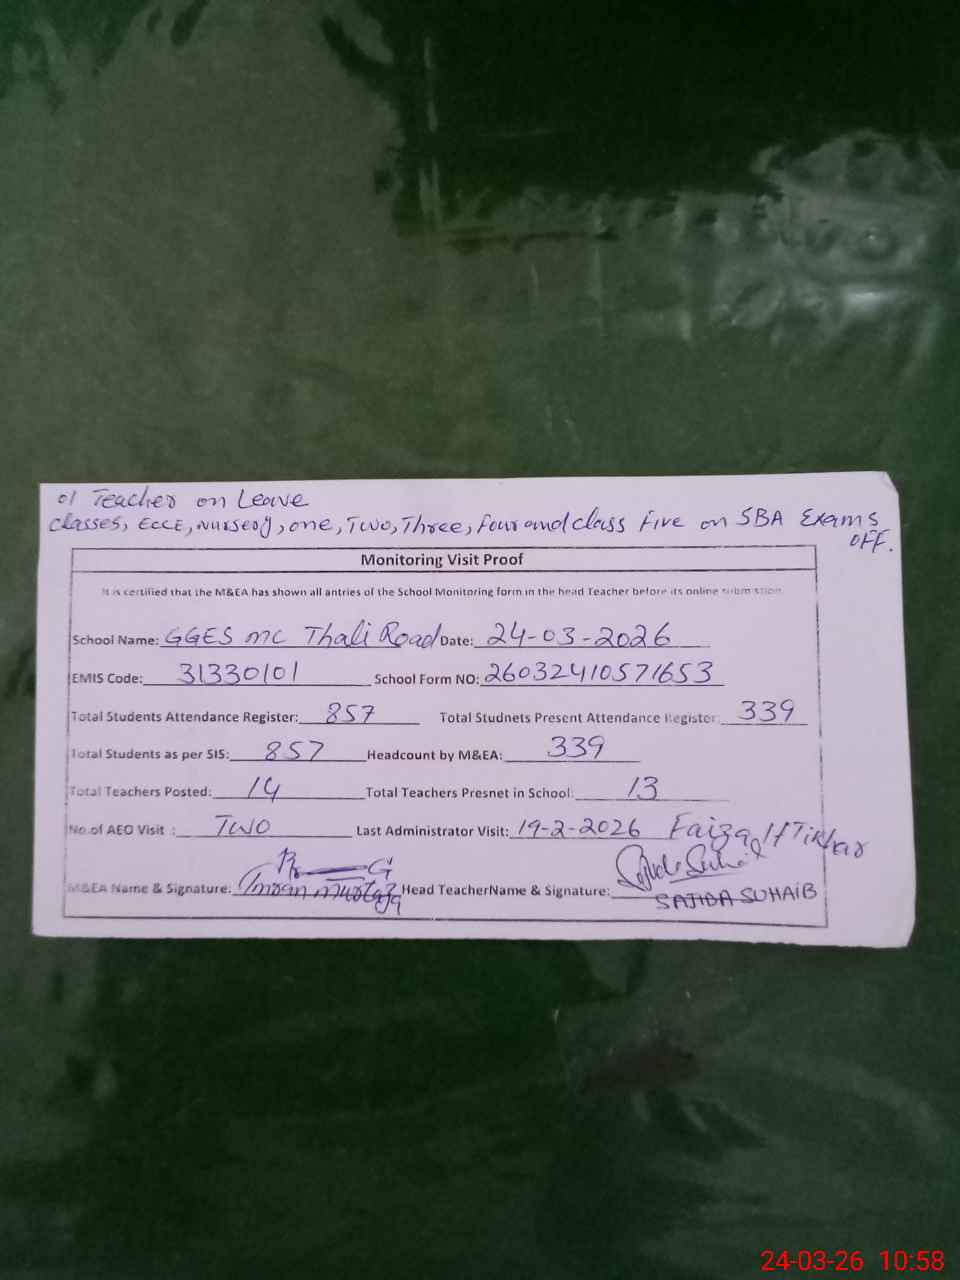 01 Teacher on Leave
classes, ECCE, Nursery, one, Two, Three, Four and class Five on SBA Exams
OFF.
Monitoring Visit Proof
It is certified that the M&EA has shown all antries of the School Monitoring form in the head Teacher before its online submission
School Name: GGES MC Thali Road Date: 24-03-2026
EMIS Code: 31330101 School Form NO: 26032410571653
Total Students Attendance Register: 857 Total Studnets Present Attendance Register: 339
Total Students as per SIS: 857 Headcount by M&EA: 339
Total Teachers Posted: 14 Total Teachers Presnet in School: 13
No.of AEO Visit : TWO Last Administrator Visit: 19-2-2026 Faiza Iftikhar
M&EA Name & Signature: Imran Murtaza Head TeacherName & Signature:
SAJIDA SUHAIB
24-03-26 10:58